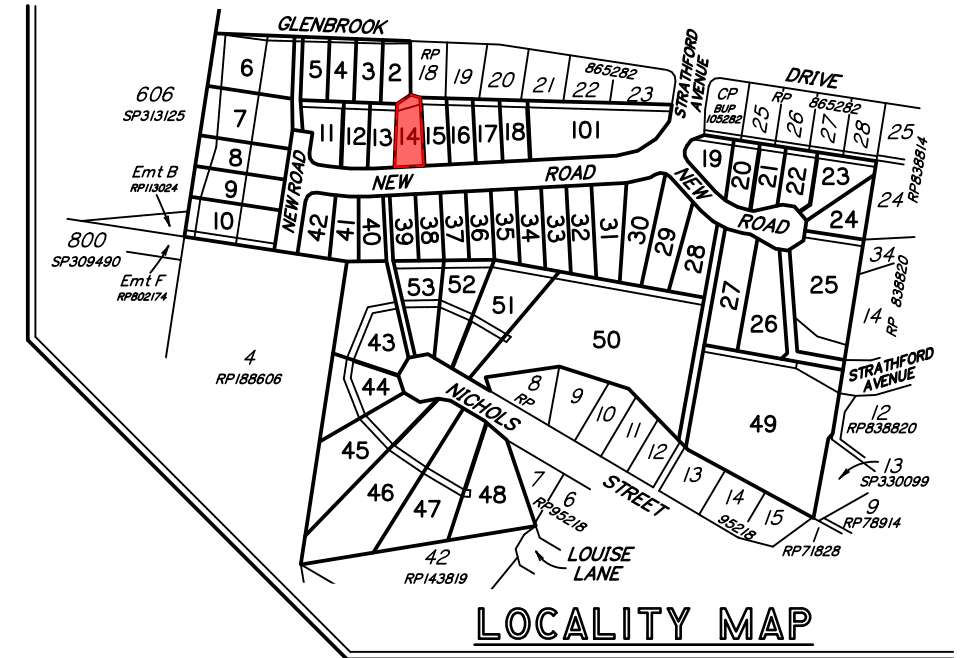 GLENBROOK
STRATHFORD
AVENUE
DRIVE
6
5
4
3
2
RP
18
19
20
21
865282
22
23
CP
BUP
105282
RP
865282
25
26
27
28
25
RP838814
24
606
SP313125
7
11
12
13
14
15
16
17
18
101
8
9
10
Emt B
RP113024
NEW ROAD
NEW ROAD
NEW
ROAD
19
20
21
22
23
24
800
SP309490
Emt F
RP802174
42
41
40
39
38
37
36
35
34
33
32
31
30
29
28
27
26
25
34
14
RP 838820
53
52
51
50
43
44
45
46
47
48
49
4
RP188606
NICHOLS
STREET
8
RP
9
10
11
12
13
14
15
95218
7
6
RP95218
STRATHFORD
AVENUE
12
RP838820
13
SP330099
9
RP78914
RP71828
42
RP143819
LOUISE
LANE
LOCALITY MAP